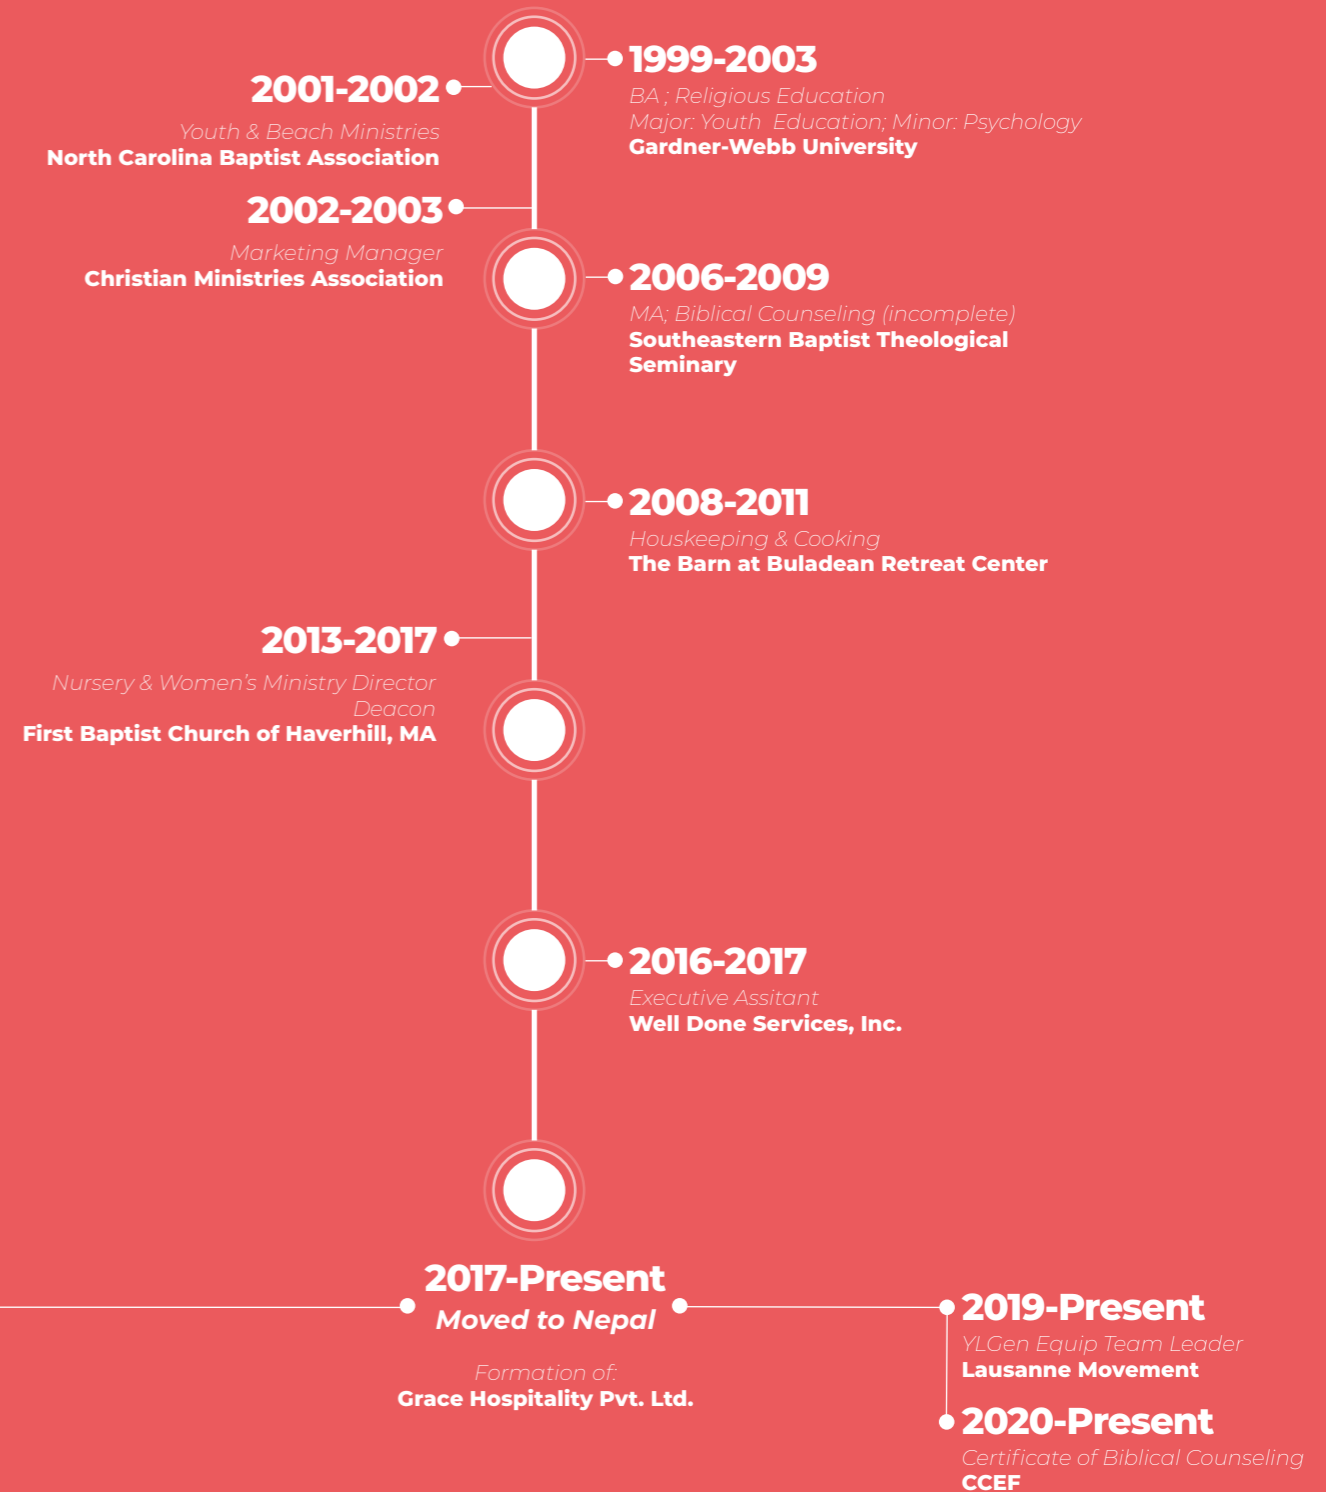 1999-2003
BA ; Religious Education
Major: Youth  Education; Minor: Psychology
Gardner-Webb University
2001-2002
Youth & Beach Ministries
North Carolina Baptist Association
2002-2003
Marketing Manager
Christian Ministries Association
2006-2009
MA; Biblical Counseling (incomplete)
Southeastern Baptist Theological
Seminary
2008-2011
Houskeeping & Cooking
The Barn at Buladean Retreat Center
2013-2017
Nursery & Women’s Ministry Director
Deacon
First Baptist Church of Haverhill, MA
2016-2017
Executive Assitant
Well Done Services, Inc.
2017-Present
Moved to Nepal
Formation of:
Grace Hospitality Pvt. Ltd.
2019-Present
YLGen Equip Team Leader
Lausanne Movement
2020-Present
Certificate of Biblical Counseling
CCEF